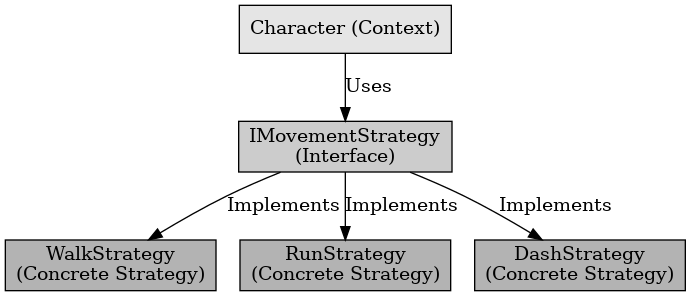 Character (Context)
Uses
IMovementStrategy
(Interface)
Implements
Implements
Implements
WalkStrategy
(Concrete Strategy)
RunStrategy
(Concrete Strategy)
DashStrategy
(Concrete Strategy)